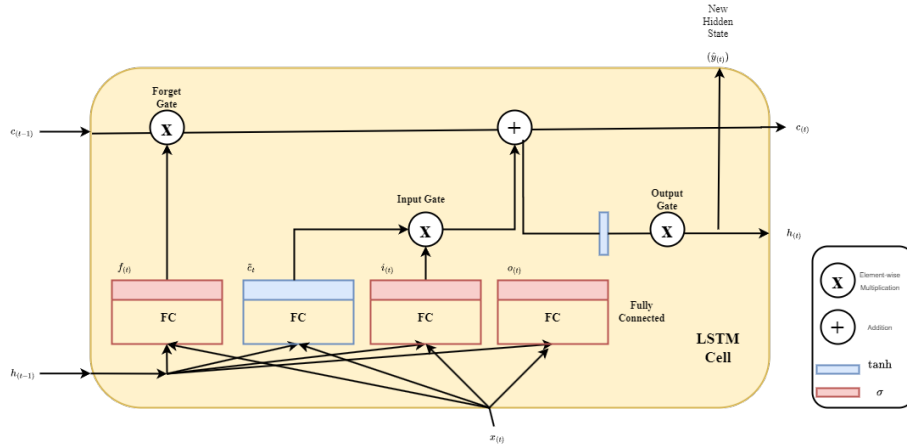 New
Hidden
State
(ŷ(t))
Forget
Gate
c(t−1)
X
+
c(t)
Input Gate
Output
Gate
X
X
h(t)
f(t)
c̃t
i(t)
o(t)
FC
FC
FC
FC
Fully
Connected
LSTM
Cell
h(t−1)
x(t)
X
Element-wise
Multiplication
+
Addition
tanh
σ